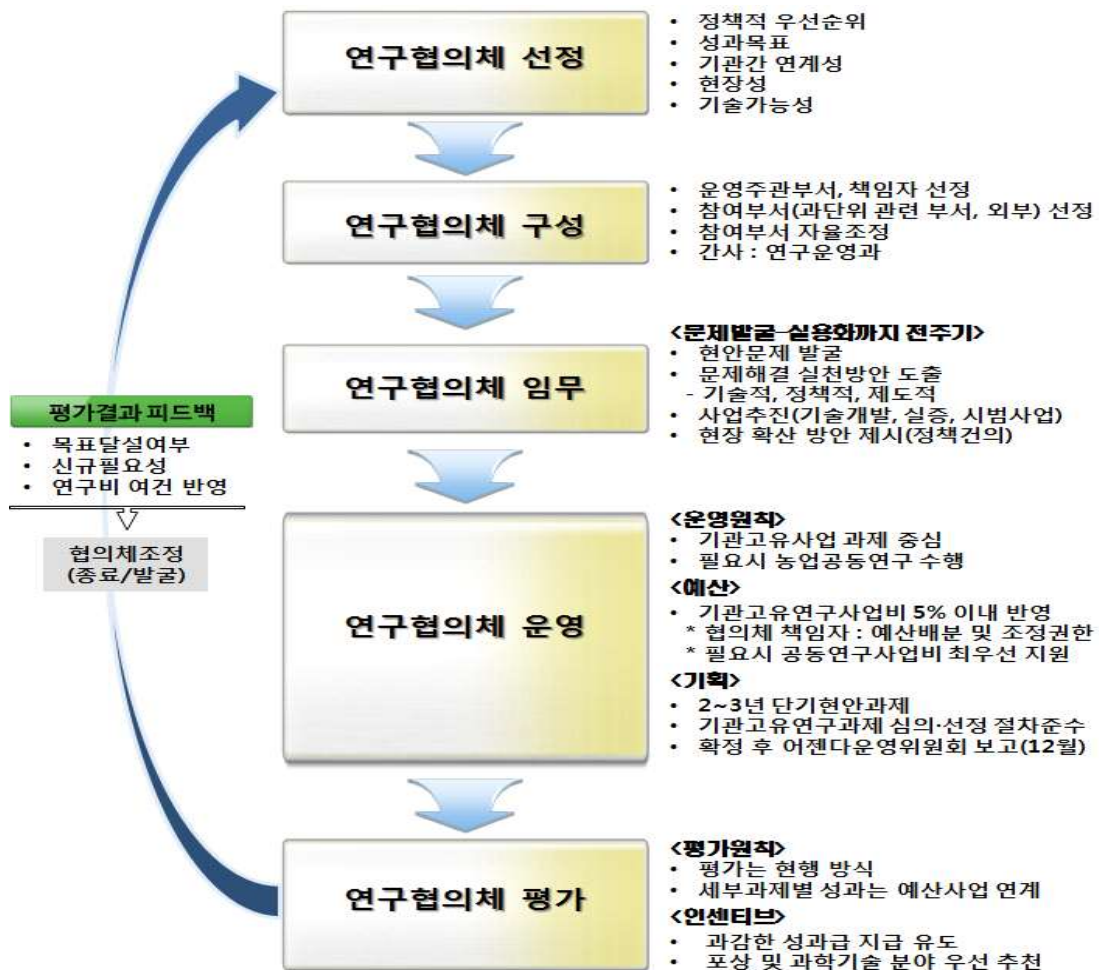 연구협의체 선정
• 정책적 우선순위
• 성과목표
• 기관간 연계성
• 현장성
• 기술가능성
연구협의체 구성
• 운영주관부서, 책임자 선정
• 참여부서(과단위 관련 부서, 외부) 선정
• 참여부서 자율조정
• 간사 : 연구운영과
연구협의체 임무
<문제발굴-실용화까지 전주기>
• 현안문제 발굴
• 문제해결 실천방안 도출
- 기술적, 정책적, 제도적
• 사업추진(기술개발, 실증, 시범사업)
• 현장 확산 방안 제시(정책건의)
평가결과 피드백
• 목표달설여부
• 신규필요성
• 연구비 여건 반영
협의체조정
(종료/발굴)
연구협의체 운영
<운영원칙>
• 기관고유사업 과제 중심
• 필요시 농업공동연구 수행
<예산>
• 기관고유연구사업비 5% 이내 반영
* 협의체 책임자 : 예산배분 및 조정권한
* 필요시 공동연구사업비 최우선 지원
<기획>
• 2~3년 단기현안과제
• 기관고유연구과제 심의·선정 절차준수
• 확정 후 어젠다운영위원회 보고(12월)
연구협의체 평가
<평가원칙>
• 평가는 현행 방식
• 세부과제별 성과는 예산사업 연계
<인센티브>
• 과감한 성과급 지급 유도
• 포상 및 과학기술 분야 우선 추천